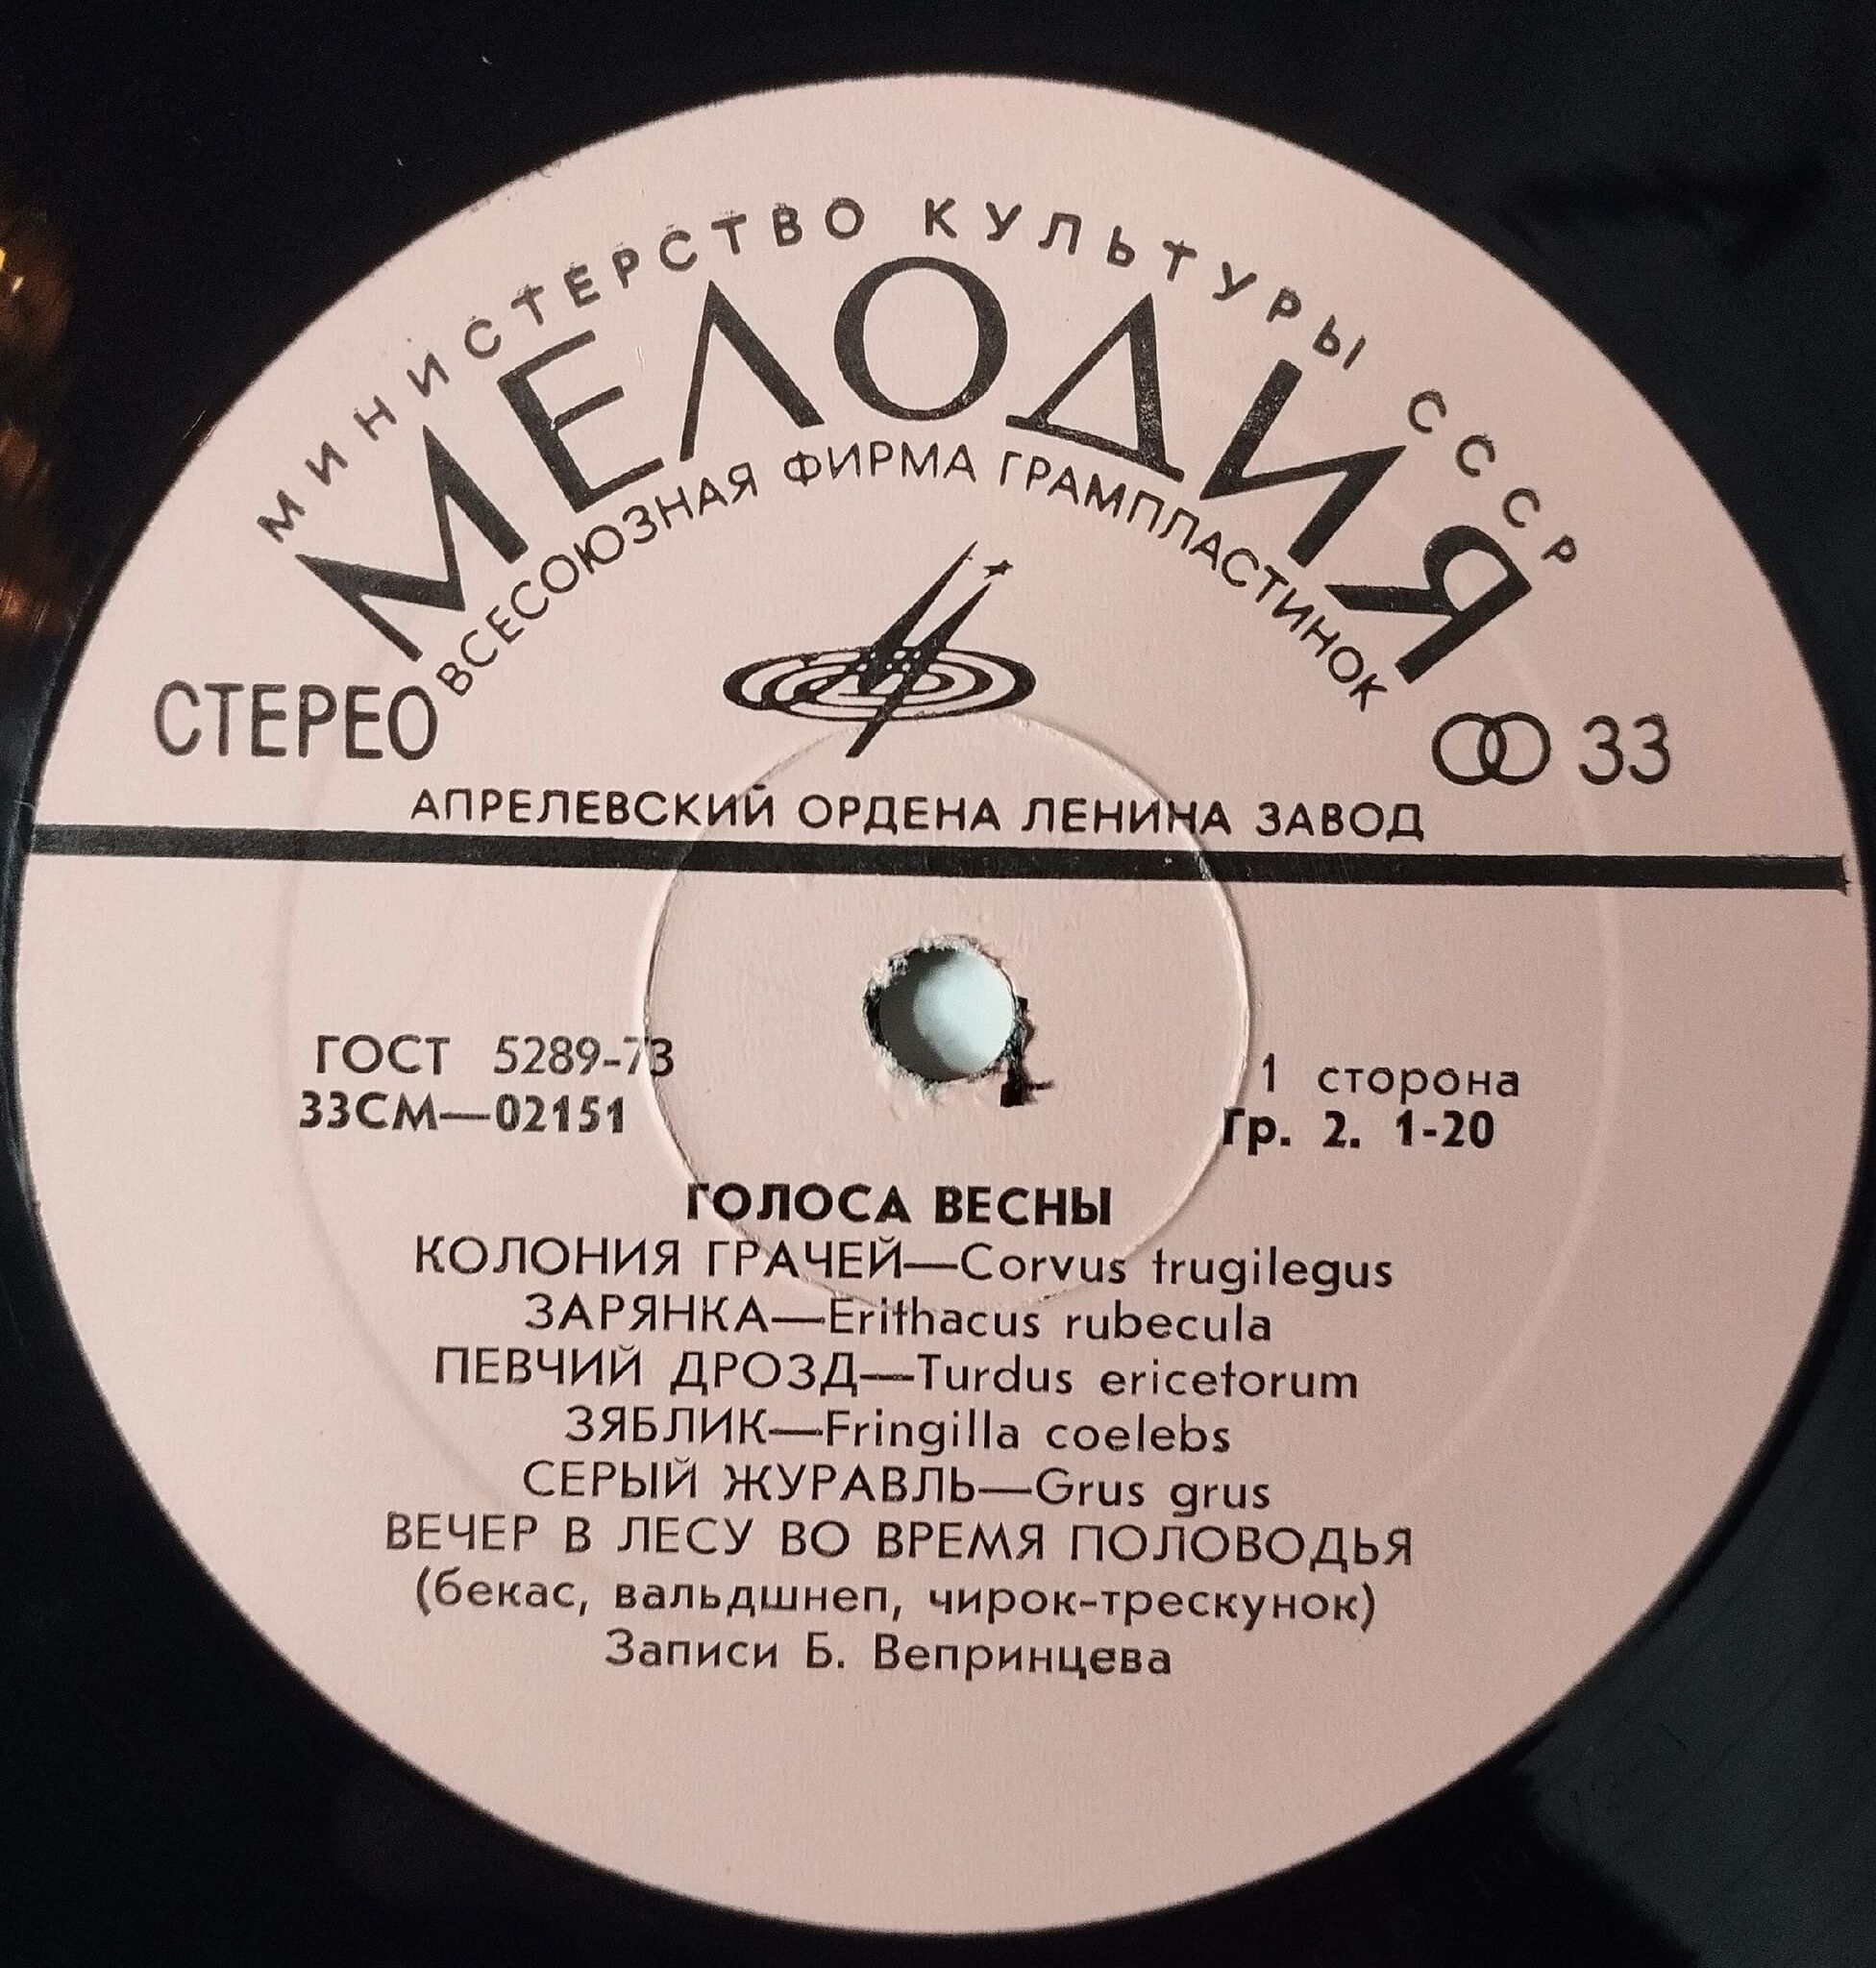 МИНИСТЕРСТВО КУЛЬТУРЫ СССР
МЕЛОДИЯ
ВСЕСОЮЗНАЯ ФИРМА ГРАМПЛАСТИНОК
СТЕРЕО
33
АПРЕЛЕВСКИЙ ОРДЕНА ЛЕНИНА ЗАВОД
ГОСТ 5289-73
33СМ—02151
1 сторона
Гр. 2. 1-20
ГОЛОСА ВЕСНЫ
КОЛОНИЯ ГРАЧЕЙ—Corvus trugilegus
ЗАРЯНКА—Erithacus rubecula
ПЕВЧИЙ ДРОЗД—Turdus ericetorum
ЗЯБЛИК—Fringilla coelebs
СЕРЫЙ ЖУРАВЛЬ—Grus grus
ВЕЧЕР В ЛЕСУ ВО ВРЕМЯ ПОЛОВОДЬЯ
(бекас, вальдшнеп, чирок-трескунок)
Записи Б. Вепринцева